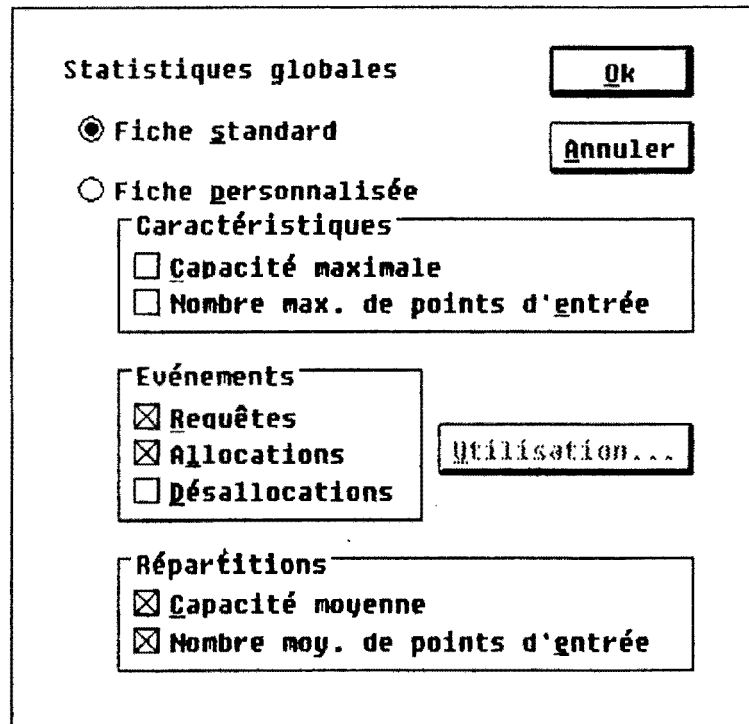 Statistiques globales
Ok
Fiche standard
Annuler
Fiche personnalisée
Caractéristiques
Capacité maximale
Nombre max. de points d'entrée
Evénements
Requêtes
Allocations
Désallocations
Utilisation...
Répartitions
Capacité moyenne
Nombre moy. de points d'entrée